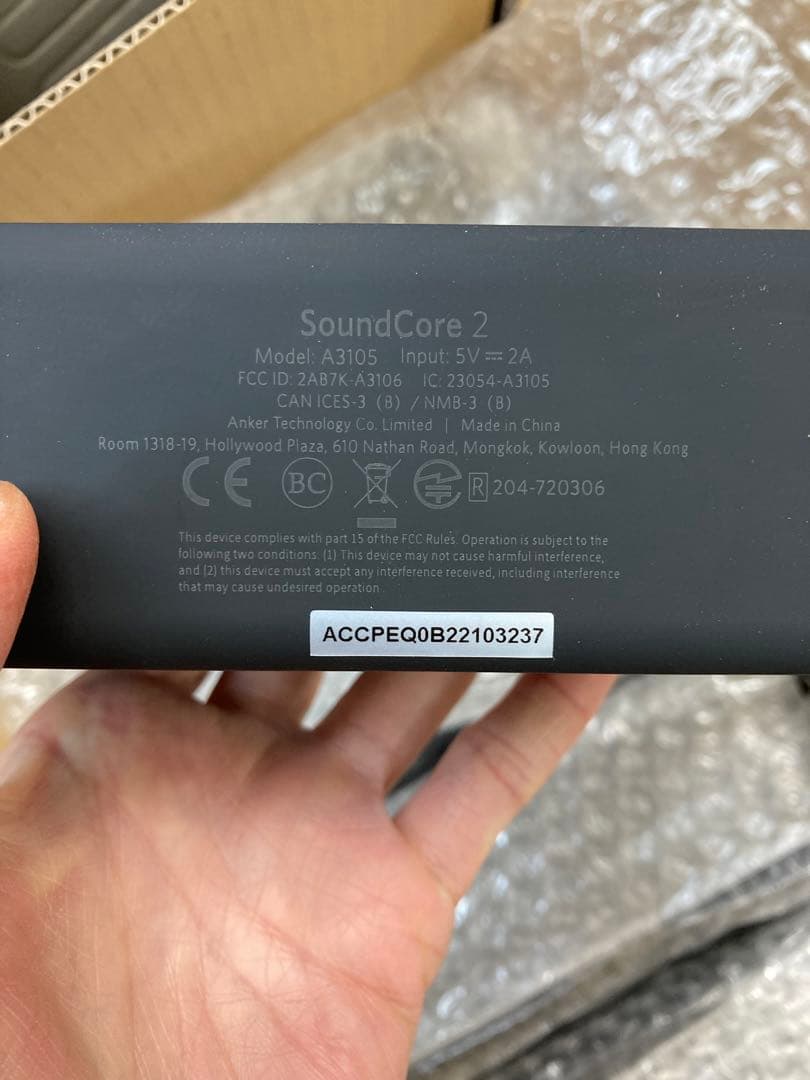 SoundCore 2
Model: A3105 Input: 5V ⎓ 2A
FCC ID: 2AB7K-A3106 IC: 23054-A3105
CAN ICES-3 (B) / NMB-3 (B)
Anker Technology Co. Limited | Made in China
Room 1318-19, Hollywood Plaza, 610 Nathan Road, Mongkok, Kowloon, Hong Kong
CE BC R 204-720306
This device complies with part 15 of the FCC Rules. Operation is subject to the
following two conditions. (1) This device may not cause harmful interference,
and (2) this device must accept any interference received, including interference
that may cause undesired operation.
ACCPEQ0B22103237